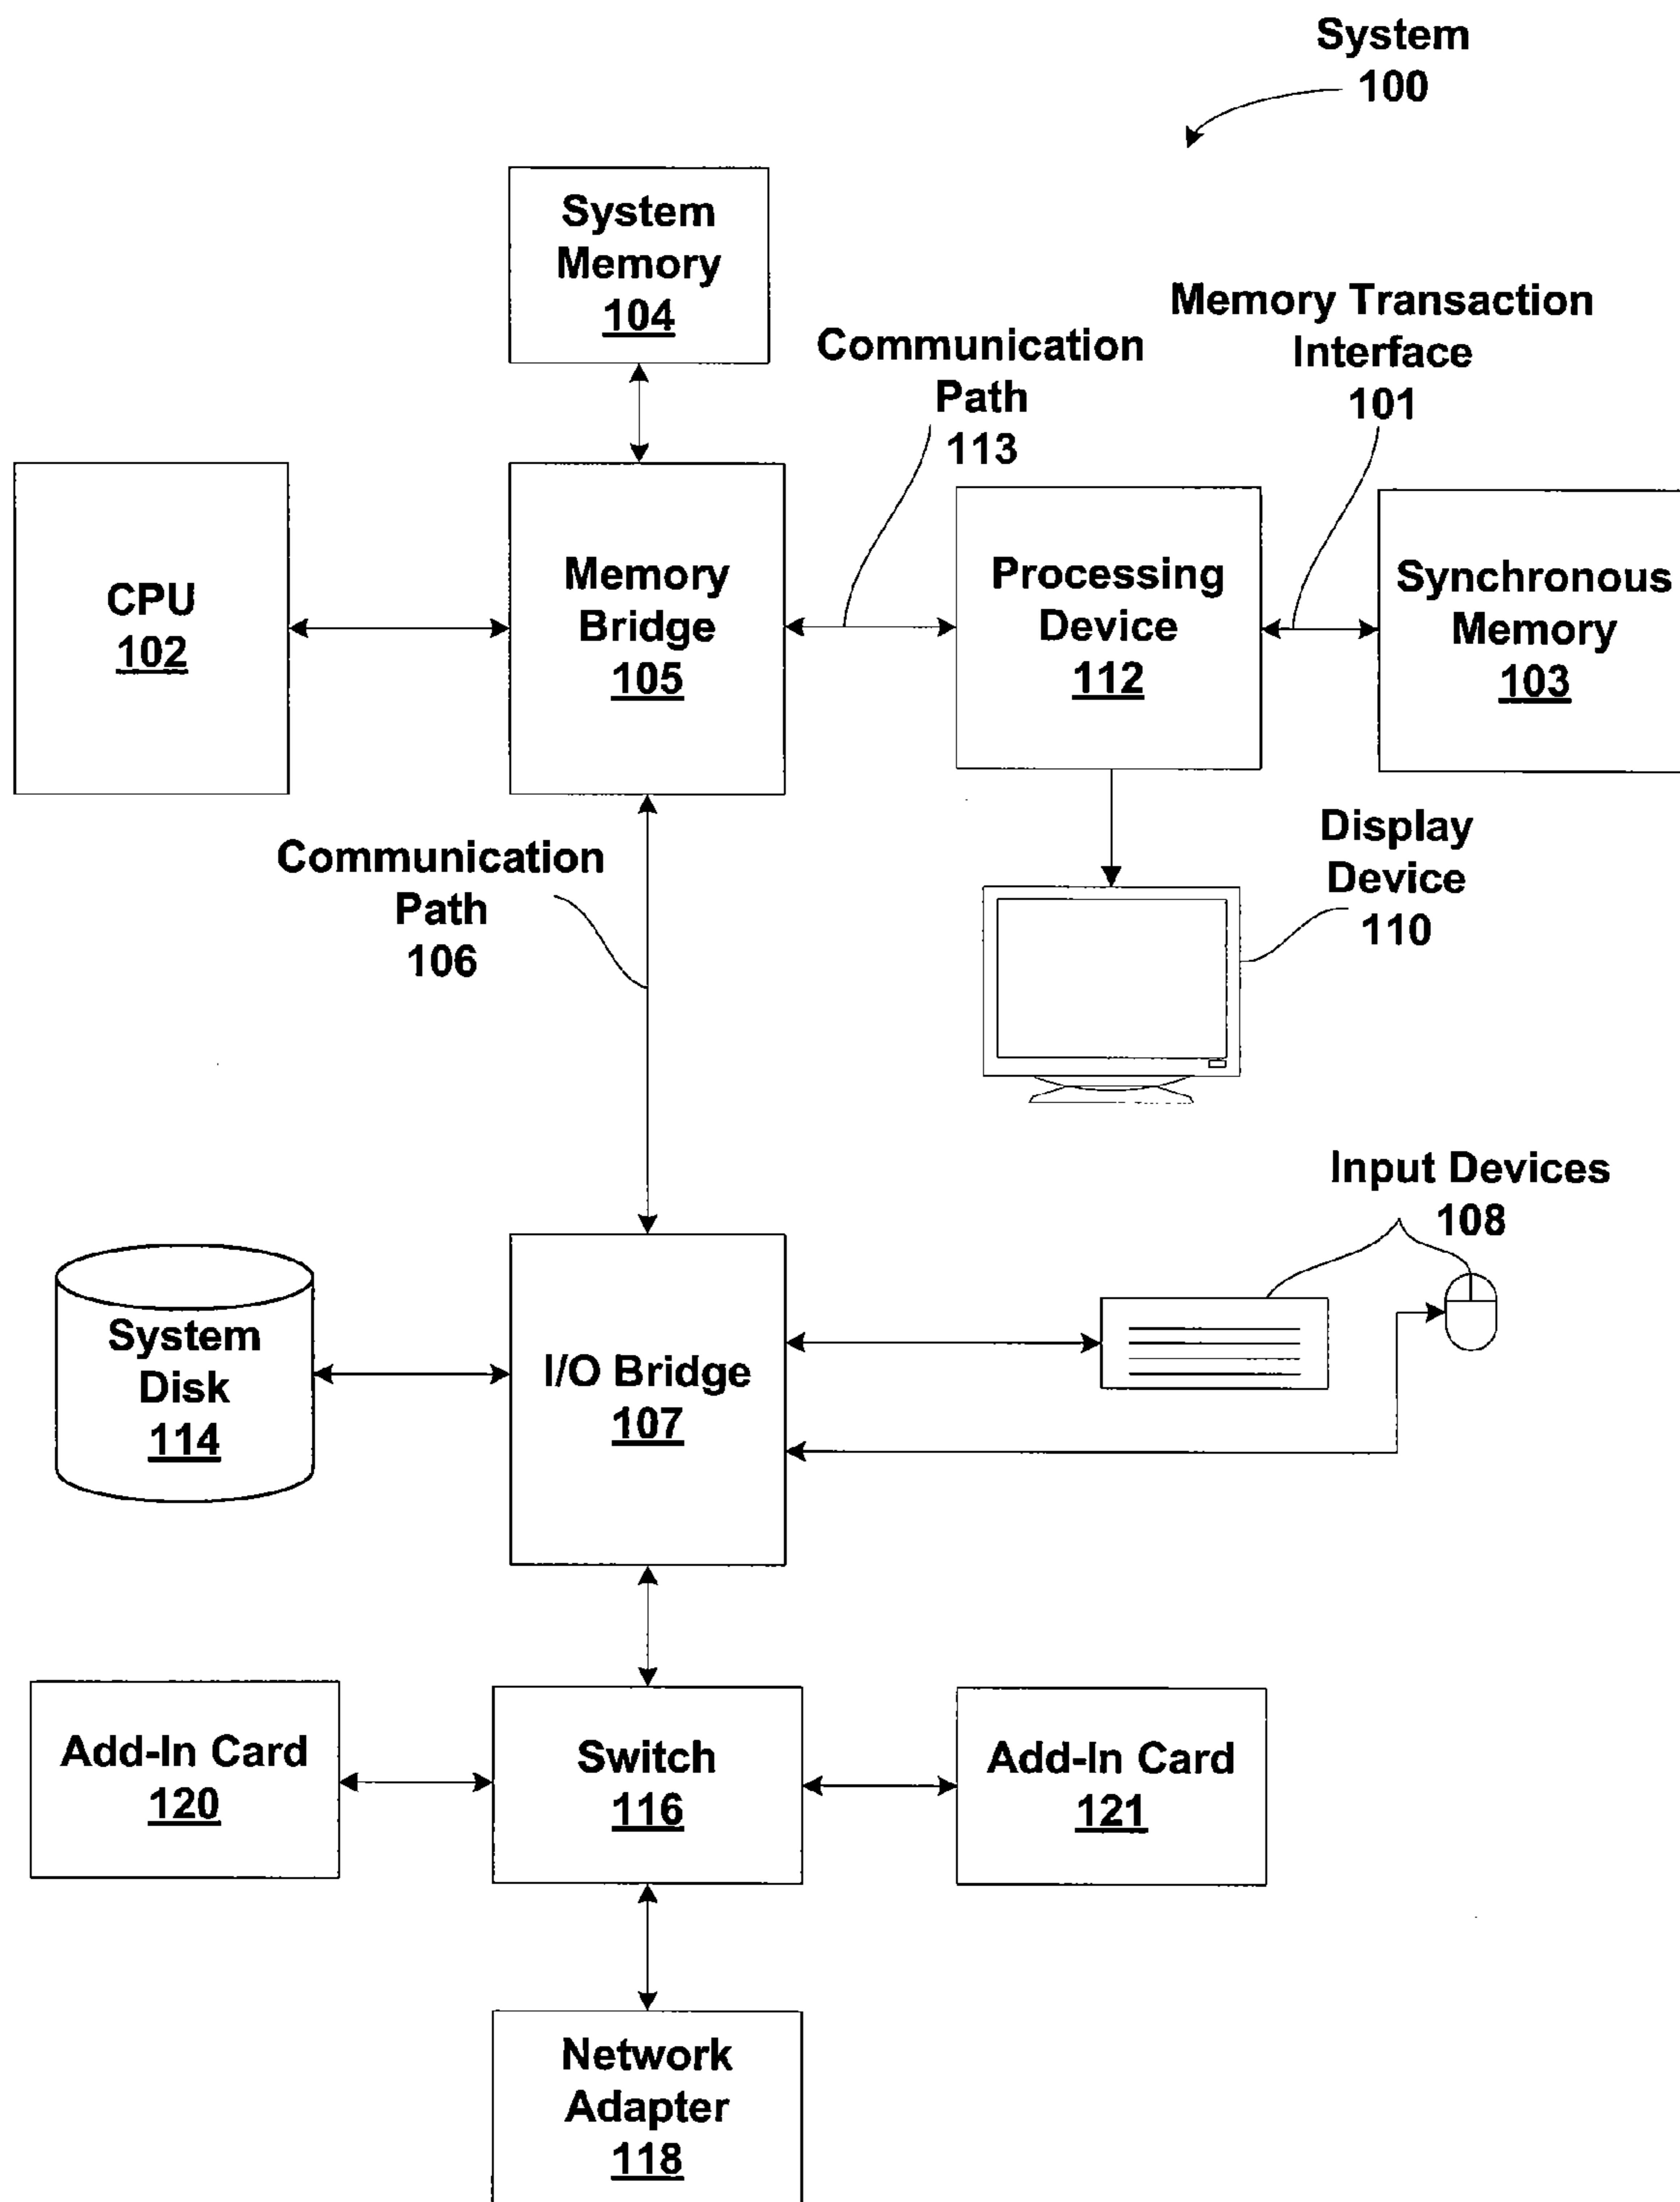 System
100
System
Memory
104
Communication
Path
113
Memory Transaction
Interface
101
CPU
102
Memory
Bridge
105
Processing
Device
112
Synchronous
Memory
103
Communication
Path
106
Display
Device
110
Input Devices
108
System
Disk
114
I/O Bridge
107
Add-In Card
120
Switch
116
Add-In Card
121
Network
Adapter
118